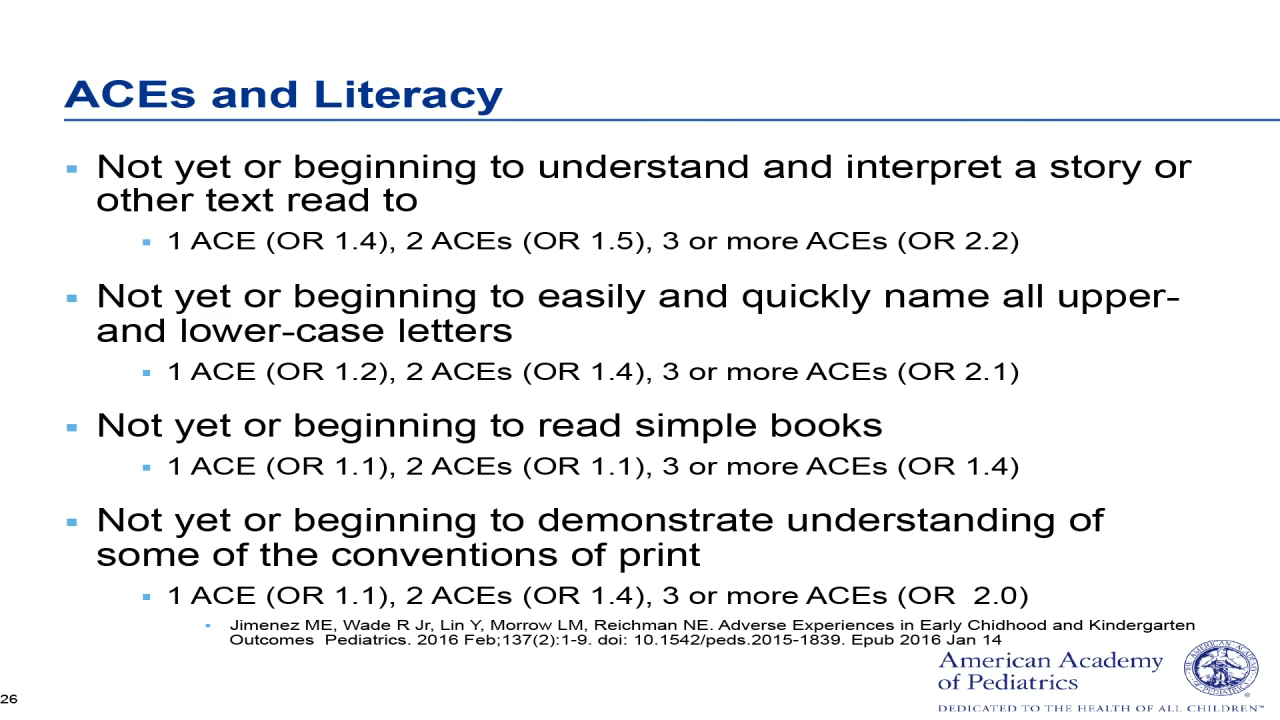 ACEs and Literacy
Not yet or beginning to understand and interpret a story or
other text read to
1 ACE (OR 1.4), 2 ACEs (OR 1.5), 3 or more ACEs (OR 2.2)
Not yet or beginning to easily and quickly name all upper-
and lower-case letters
1 ACE (OR 1.2), 2 ACEs (OR 1.4), 3 or more ACEs (OR 2.1)
Not yet or beginning to read simple books
1 ACE (OR 1.1), 2 ACEs (OR 1.1), 3 or more ACEs (OR 1.4)
Not yet or beginning to demonstrate understanding of
some of the conventions of print
1 ACE (OR 1.1), 2 ACEs (OR 1.4), 3 or more ACEs (OR  2.0)
Jimenez ME, Wade R Jr, Lin Y, Morrow LM, Reichman NE. Adverse Experiences in Early Chidhood and Kindergarten
Outcomes  Pediatrics. 2016 Feb;137(2):1-9. doi: 10.1542/peds.2015-1839. Epub 2016 Jan 14
American Academy
of Pediatrics
DEDICATED TO THE HEALTH OF ALL CHILDREN™
26